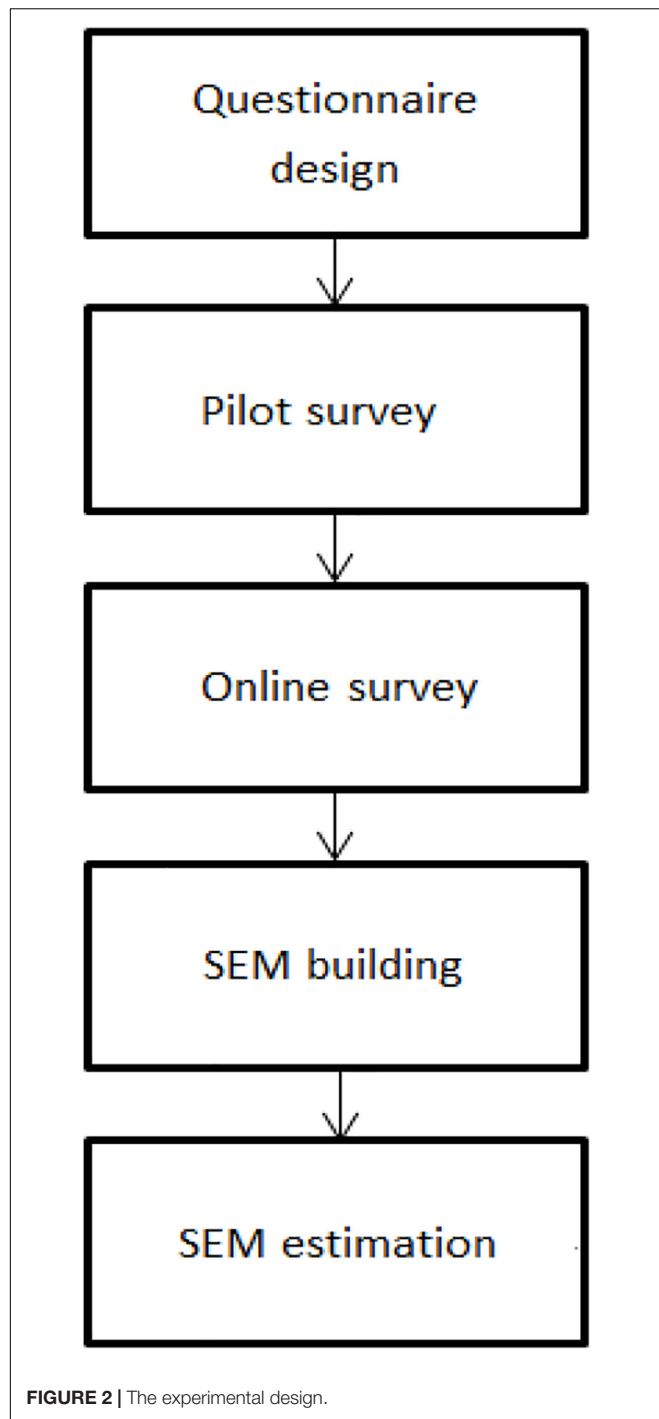 Questionnaire
design
Pilot survey
Online survey
SEM building
SEM estimation
FIGURE 2 | The experimental design.